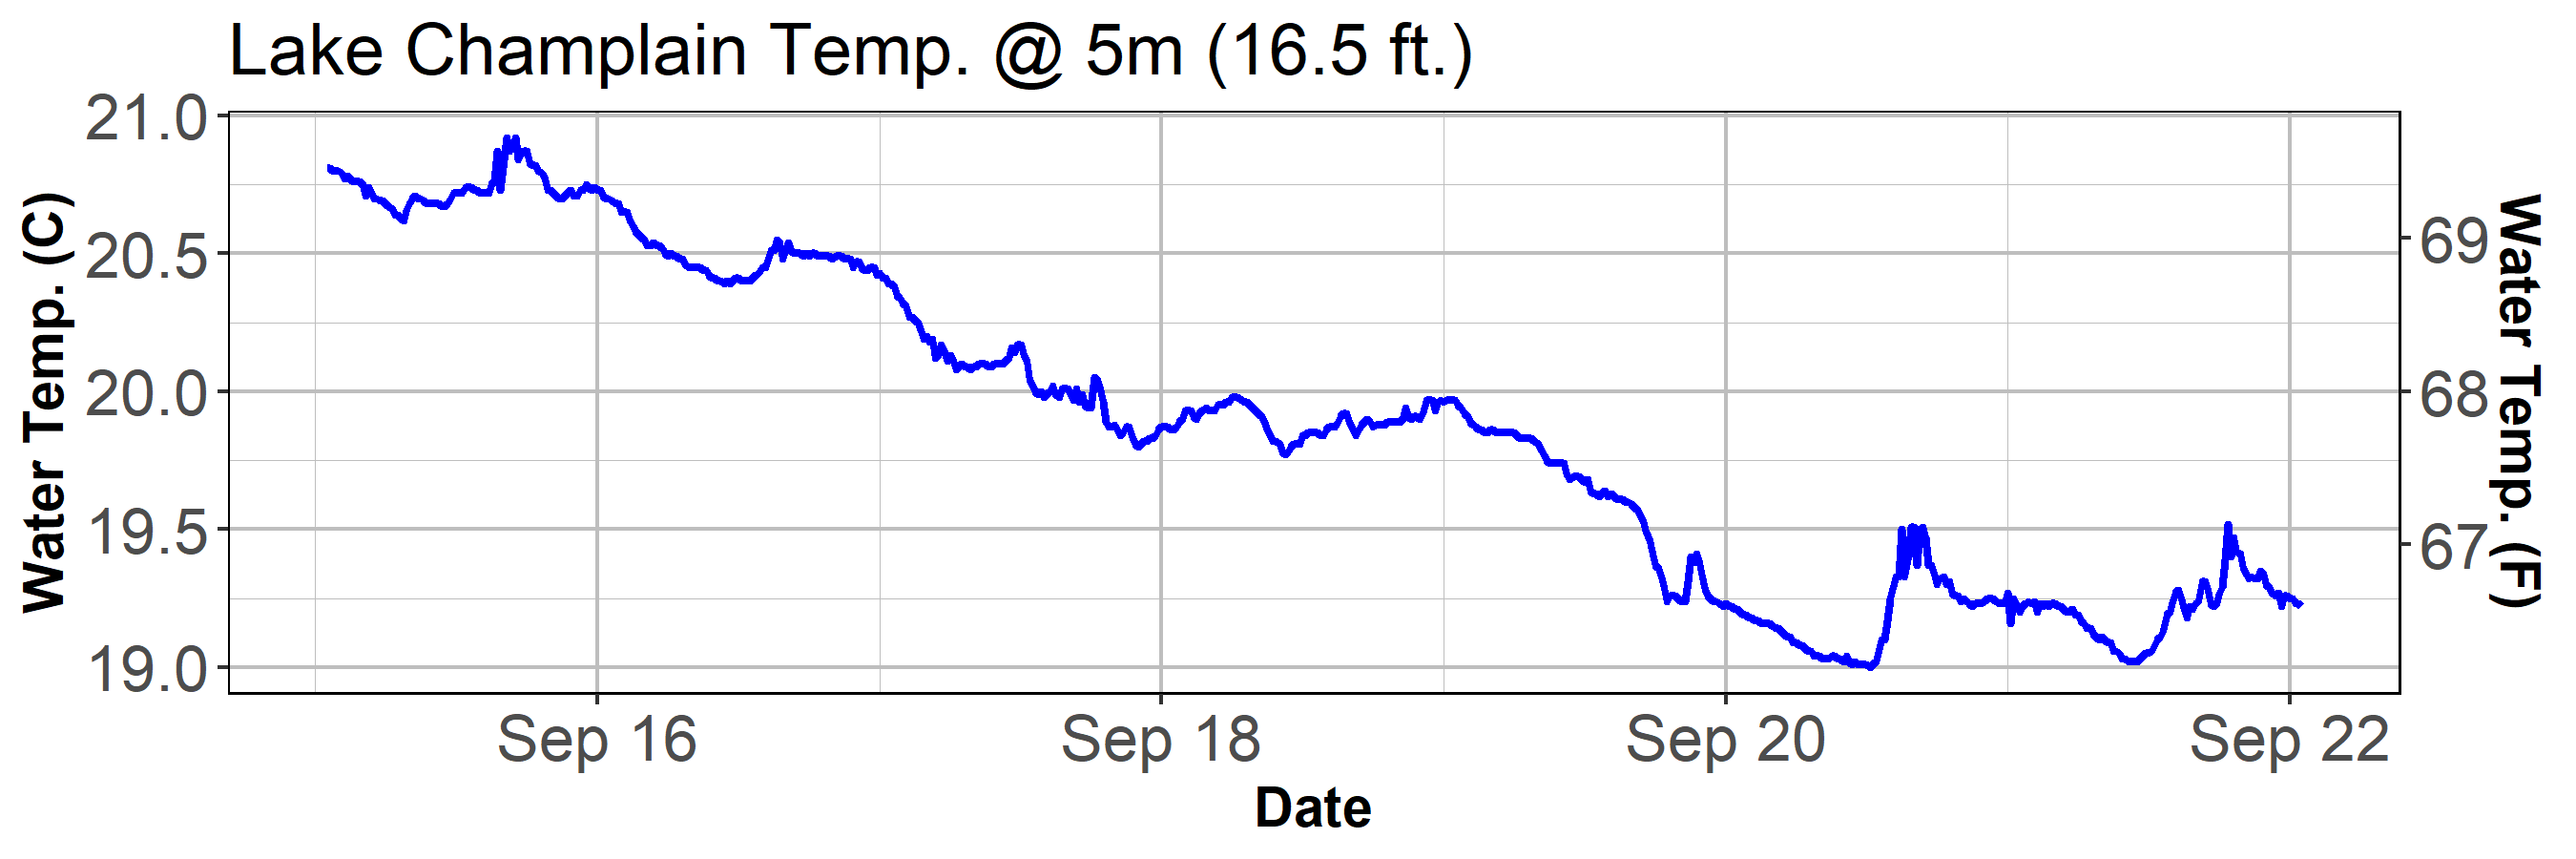 Lake Champlain Temp. @ 5m (16.5 ft.)
Water Temp. (C)
21.0
20.5
20.0
19.5
19.0
69
68
67
Water Temp. (F)
Sep 16
Sep 18
Sep 20
Sep 22
Date